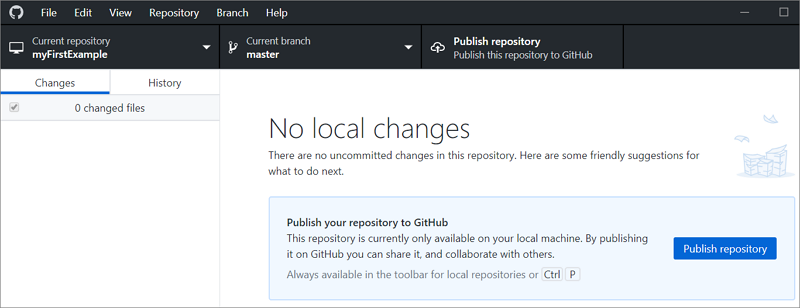 File Edit View Repository Branch Help
Current repository
myFirstExample
Current branch
master
Publish repository
Publish this repository to GitHub
Changes History
0 changed files
No local changes
There are no uncommitted changes in this repository. Here are some friendly suggestions for
what to do next.
Publish your repository to GitHub
This repository is currently only available on your local machine. By publishing
it on GitHub you can share it, and collaborate with others.
Always available in the toolbar for local repositories or Ctrl P
Publish repository